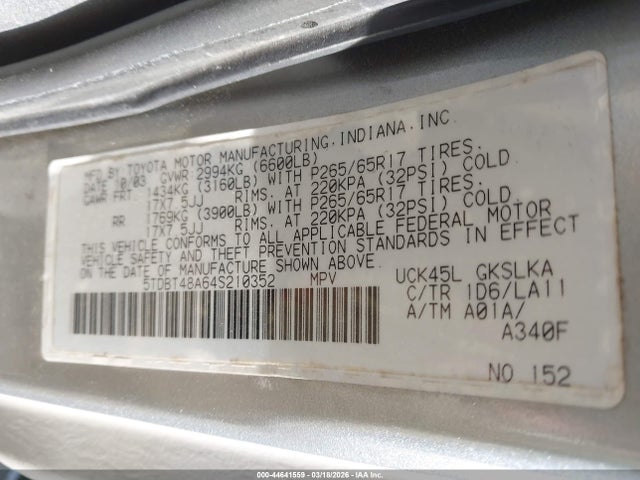 MFD BY TOYOTA MOTOR MANUFACTURING,INDIANA,INC
DATE 10/03 GVWR 2994KG (6600LB)
GAWR FRT 1434KG (3160LB) WITH P265/65R17 TIRES.
17X7.5JJ RIMS. AT 220KPA (32PSI) COLD
RR 1769KG (3900LB) WITH P265/65R17 TIRES.
17X7.5JJ RIMS. AT 220KPA (32PSI) COLD.
THIS VEHICLE CONFORMS TO ALL APPLICABLE FEDERAL MOTOR
VEHICLE SAFETY AND THEFT PREVENTION STANDARDS IN EFFECT
ON THE DATE OF MANUFACTURE SHOWN ABOVE.
5TDBT48A64S210352 MPV UCK45L GKSLKA
C/TR 1D6/LA11
A/TM A01A/
A340F
NO 152
000-44641559 — 03/18/2026 — IAAI, Inc. ©Copyright